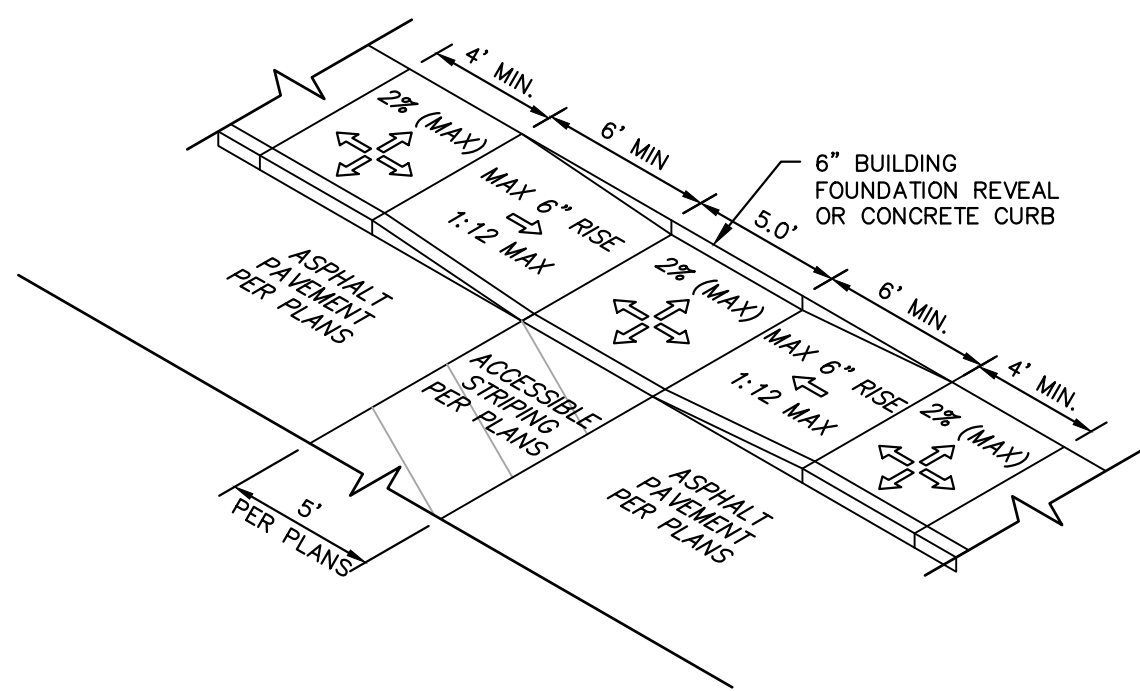 4' MIN.
6' MIN
5.0'
6' MIN.
4' MIN.
6" BUILDING
FOUNDATION REVEAL
OR CONCRETE CURB
2% (MAX)
MAX 6" RISE
1:12 MAX
2% (MAX)
MAX 6" RISE
1:12 MAX
2% (MAX)
ASPHALT
PAVEMENT
PER PLANS
ACCESSIBLE
STRIPING
PER PLANS
ASPHALT
PAVEMENT
PER PLANS
5'
PER PLANS